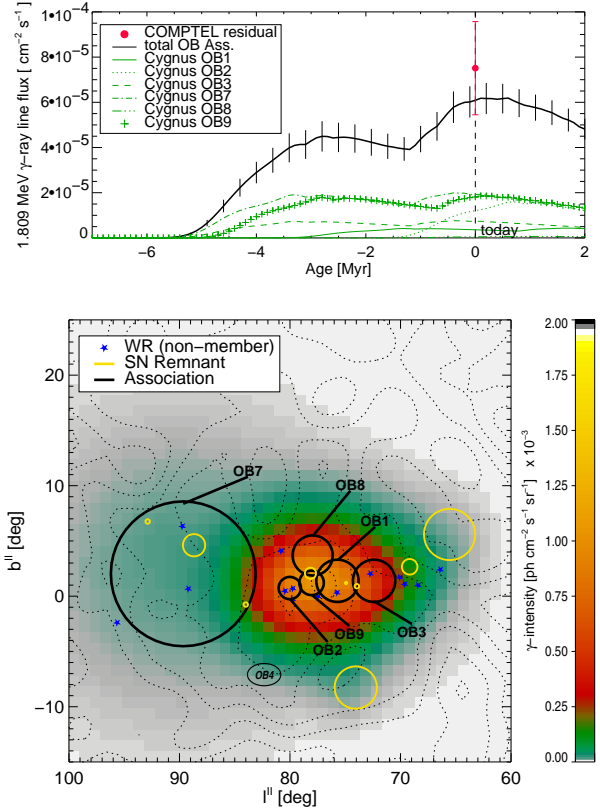 1.809 MeV γ-ray line flux [ cm⁻² s⁻¹]
8•10⁻⁵
6•10⁻⁵
4•10⁻⁵
2•10⁻⁵
0
COMPTEL residual
total OB Ass.
Cygnus OB1
Cygnus OB2
Cygnus OB3
Cygnus OB7
Cygnus OB8
Cygnus OB9
today
−6 −4 −2 0 2
Age [Myr]
WR (non-member)
SN Remnant
Association
OB7
OB8
OB1
OB9
OB3
OB2
OB4
20
10
0
−10
bᴵᴵ [deg]
100 90 80 70 60
lᴵᴵ [deg]
2.00
1.75
1.50
1.25
1.00
0.75
0.50
0.25
0.00
γ-intensity [ph cm⁻² s⁻¹ sr⁻¹] x 10⁻³